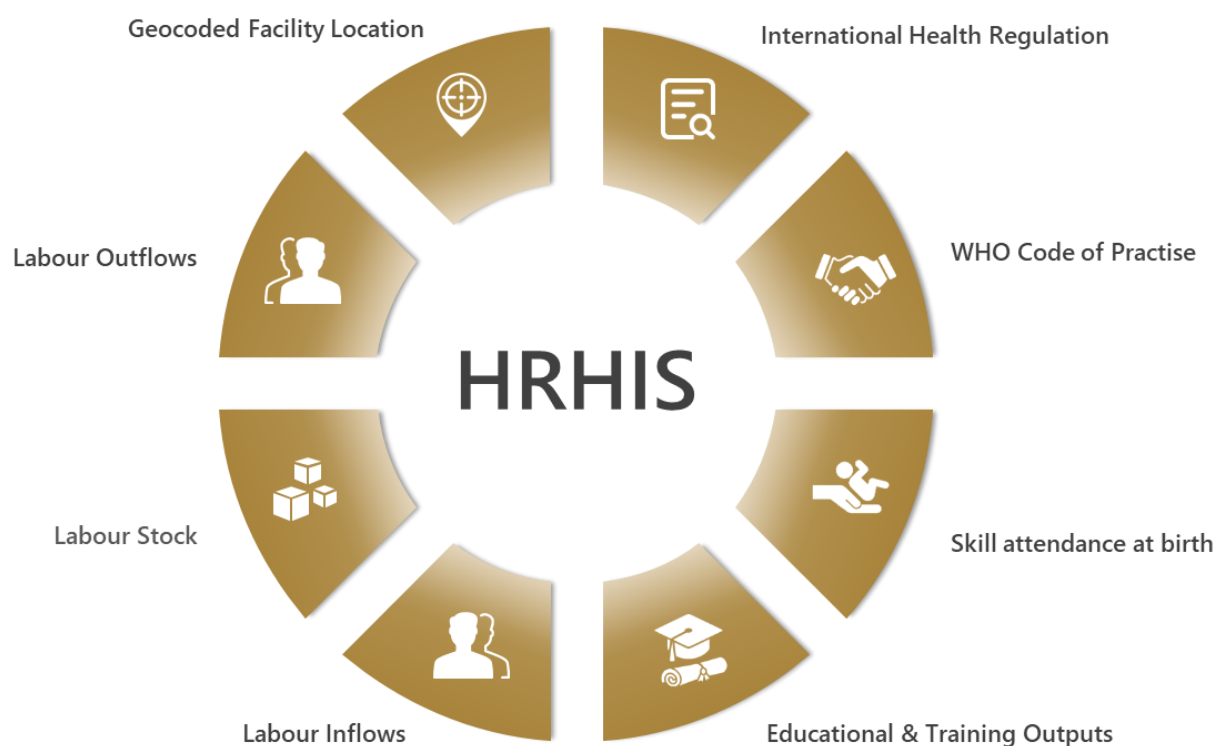 Geocoded Facility Location
International Health Regulation
Labour Outflows
WHO Code of Practise
HRHIS
Labour Stock
Skill attendance at birth
Labour Inflows
Educational & Training Outputs